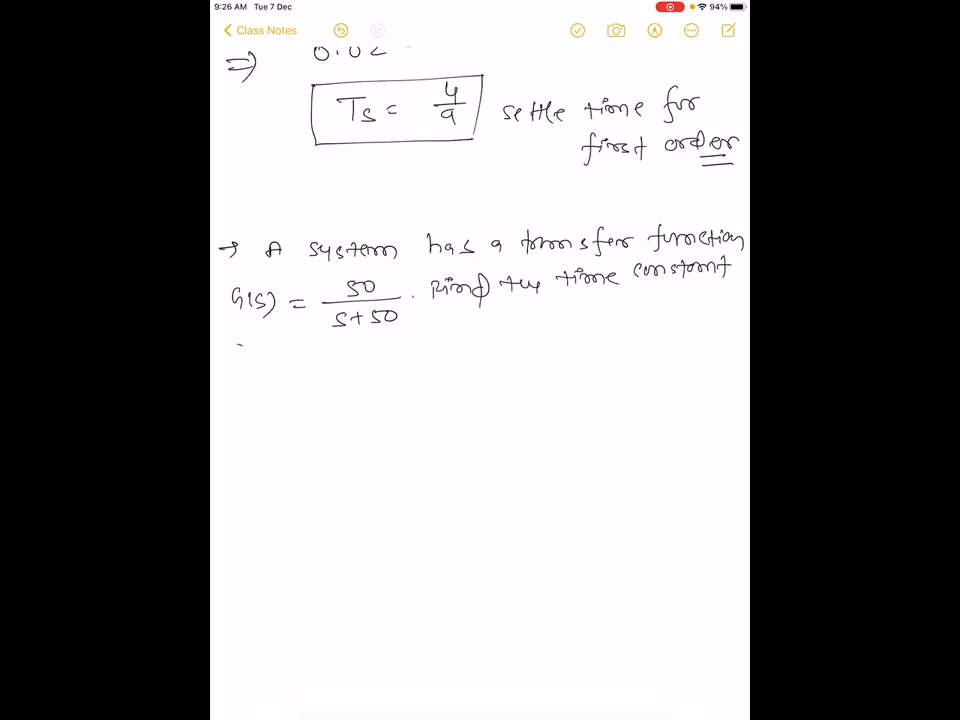 9:26 AM Tue 7 Dec
94%
Class Notes
⇒ 0.02
Ts = 4/a settle time for
first order
→ A system has a transfer function
G(s) = 50/(s+50) . Find the time constant